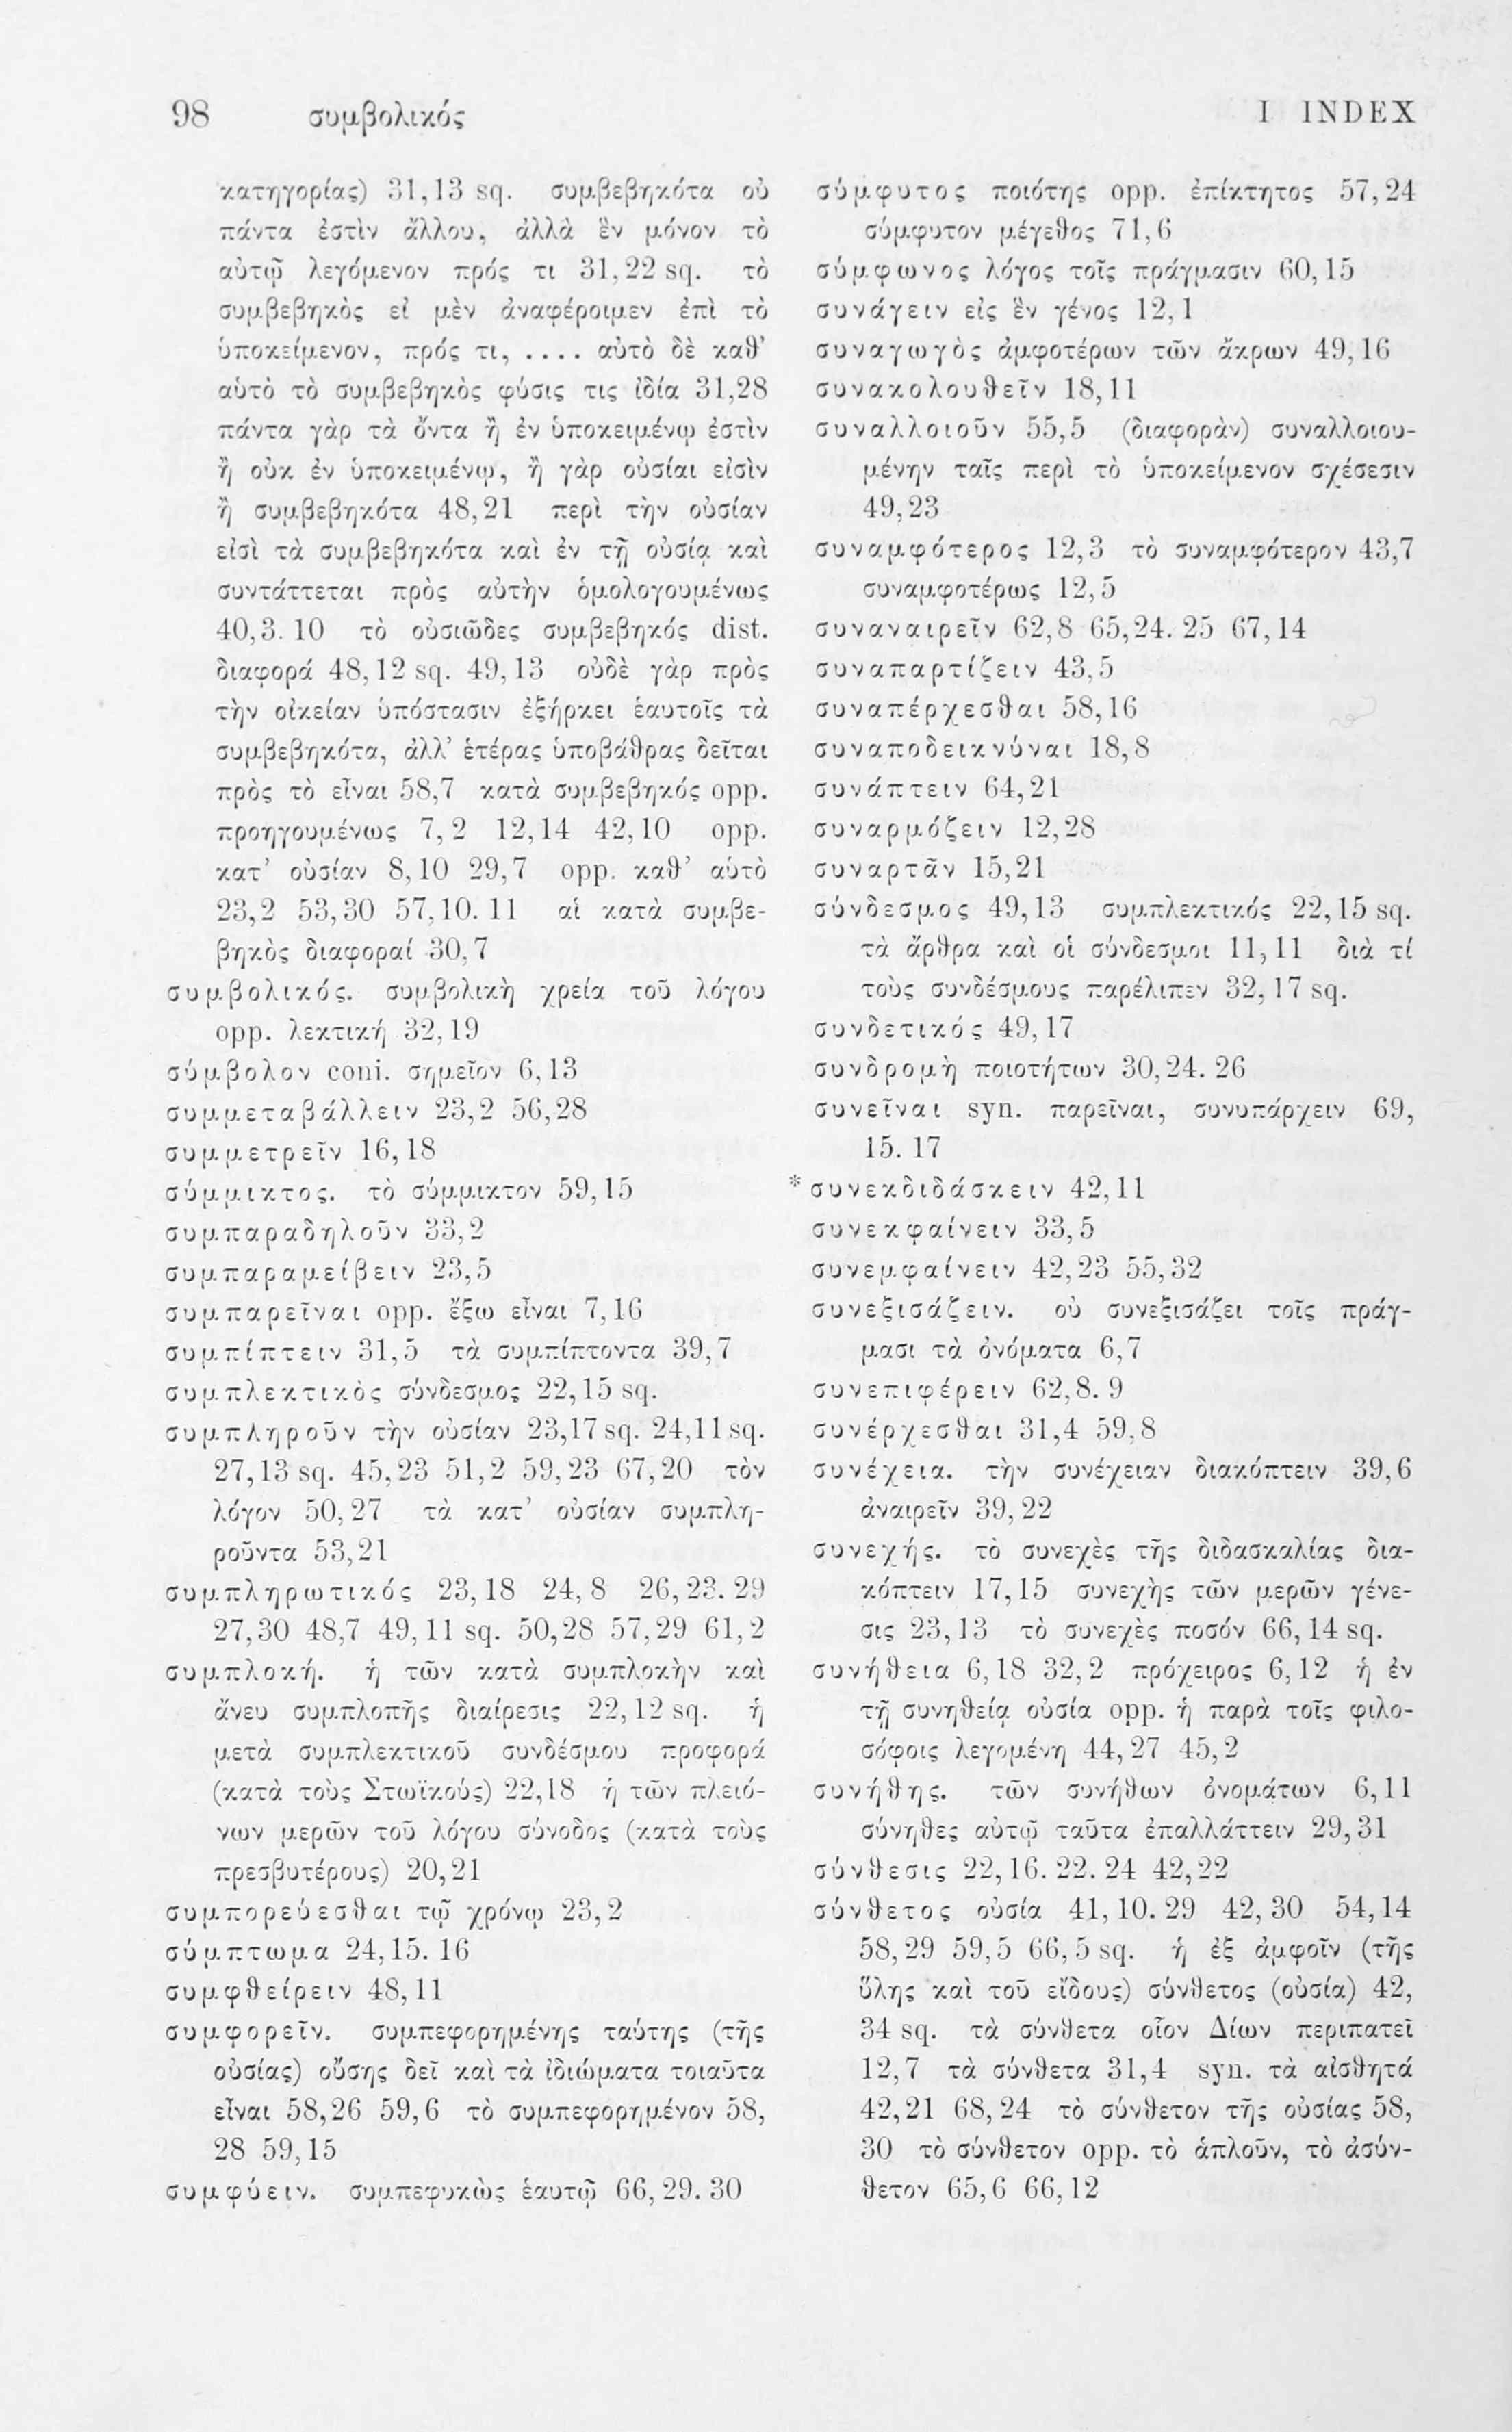 98 συμβολικός I INDEX
κατηγορίας) 31,13 sq. συμβεβηκότα οὐ
πάντα ἐστὶν ἄλλου, ἀλλὰ ἓν μόνον τὸ
αὐτῷ λεγόμενον πρός τι 31,22 sq. τὸ
συμβεβηκὸς εἰ μὲν ἀναφέροιμεν ἐπὶ τὸ
ὑποκείμενον, πρός τι, .... αὐτὸ δὲ καθ’
αὑτὸ τὸ συμβεβηκὸς φύσις τις ἰδία 31,28
πάντα γὰρ τὰ ὄντα ἢ ἐν ὑποκειμένῳ ἐστὶν
ἢ οὐκ ἐν ὑποκειμένῳ, ἢ γὰρ οὐσίαι εἰσὶν
ἢ συμβεβηκότα 48,21 περὶ τὴν οὐσίαν
εἰσὶ τὰ συμβεβηκότα καὶ ἐν τῇ οὐσίᾳ καὶ
συντάττεται πρὸς αὐτὴν ὁμολογουμένως
40,3. 10 τὸ οὐσιῶδες συμβεβηκός dist.
διαφορά 48,12 sq. 49,13 οὐδὲ γὰρ πρὸς
τὴν οἰκείαν ὑπόστασιν ἐξήρκει ἑαυτοῖς τὰ
συμβεβηκότα, ἀλλ’ ἑτέρας ὑποβάθρας δεῖται
πρὸς τὸ εἶναι 58,7 κατὰ συμβεβηκός opp.
προηγουμένως 7,2 12,14 42,10 opp.
κατ’ οὐσίαν 8,10 29,7 opp. καθ’ αὑτὸ
23,2 53,30 57,10. 11 αἱ κατὰ συμβε-
βηκὸς διαφοραί 30,7
συμβολικός. συμβολικὴ χρεία τοῦ λόγου
opp. λεκτική 32,19
σύμβολον coni. σημεῖον 6,13
συμμεταβάλλειν 23,2 56,28
συμμετρεῖν 16,18
σύμμικτος. τὸ σύμμικτον 59,15
συμπαραδηλοῦν 33,2
συμπαραμείβειν 23,5
συμπαρεῖναι opp. ἔξω εἶναι 7,16
συμπίπτειν 31,5 τὰ συμπίπτοντα 39,7
συμπλεκτικὸς σύνδεσμος 22,15 sq.
συμπληροῦν τὴν οὐσίαν 23,17 sq. 24,11 sq.
27,13 sq. 45,23 51,2 59,23 67,20 τὸν
λόγον 50,27 τὰ κατ’ οὐσίαν συμπλη-
ροῦντα 53,21
συμπληρωτικός 23,18 24,8 26,23. 29
27,30 48,7 49,11 sq. 50,28 57,29 61,2
συμπλοκή. ἡ τῶν κατὰ συμπλοκὴν καὶ
ἄνευ συμπλοπῆς διαίρεσις 22,12 sq. ἡ
μετὰ συμπλεκτικοῦ συνδέσμου προφορά
(κατὰ τοὺς Στωϊκούς) 22,18 ἡ τῶν πλειό-
νων μερῶν τοῦ λόγου σύνοδος (κατὰ τοὺς
πρεσβυτέρους) 20,21
συμπορεύεσθαι τῷ χρόνῳ 23,2
σύμπτωμα 24,15. 16
συμφθείρειν 48,11
συμφορεῖν. συμπεφορημένης ταύτης (τῆς
οὐσίας) οὔσης δεῖ καὶ τὰ ἰδιώματα τοιαῦτα
εἶναι 58,26 59,6 τὸ συμπεφορημένον 58,
28 59,15
συμφύειν. συμπεφυκὼς ἑαυτῷ 66,29. 30
σύμφυτος ποιότης opp. ἐπίκτητος 57,24
σύμφυτον μέγεθος 71,6
σύμφωνος λόγος τοῖς πράγμασιν 60,15
συνάγειν εἰς ἓν γένος 12,1
συναγωγὸς ἀμφοτέρων τῶν ἄκρων 49,16
συνακολουθεῖν 18,11
συναλλοιοῦν 55,5 (διαφορὰν) συναλλοιου-
μένην ταῖς περὶ τὸ ὑποκείμενον σχέσεσιν
49,23
συναμφότερος 12,3 τὸ συναμφότερον 43,7
συναμφοτέρως 12,5
συναναιρεῖν 62,8 65,24. 25 67,14
συναπαρτίζειν 43,5
συναπέρχεσθαι 58,16
συναποδεικνύναι 18,8
συνάπτειν 64,21
συναρμόζειν 12,28
συναρτᾶν 15,21
σύνδεσμος 49,13 συμπλεκτικός 22,15 sq.
τὰ ἄρθρα καὶ οἱ σύνδεσμοι 11,11 διὰ τί
τοὺς συνδέσμους παρέλιπεν 32,17 sq.
συνδετικός 49,17
συνδρομὴ ποιοτήτων 30,24. 26
συνεῖναι syn. παρεῖναι, συνυπάρχειν 69,
15. 17
*συνεκδιδάσκειν 42,11
συνεκφαίνειν 33,5
συνεμφαίνειν 42,23 55,32
συνεξισάζειν. οὐ συνεξισάζει τοῖς πράγ-
μασι τὰ ὀνόματα 6,7
συνεπιφέρειν 62,8. 9
συνέρχεσθαι 31,4 59,8
συνέχεια. τὴν συνέχειαν διακόπτειν 39,6
ἀναιρεῖν 39,22
συνεχής. τὸ συνεχὲς τῆς διδασκαλίας δια-
κόπτειν 17,15 συνεχὴς τῶν μερῶν γένε-
σις 23,13 τὸ συνεχὲς ποσόν 66,14 sq.
συνήθεια 6,18 32,2 πρόχειρος 6,12 ἡ ἐν
τῇ συνηθείᾳ οὐσία opp. ἡ παρὰ τοῖς φιλο-
σόφοις λεγομένη 44,27 45,2
συνήθης. τῶν συνήθων ὀνομάτων 6,11
σύνηθες αὐτῷ ταῦτα ἐπαλλάττειν 29,31
σύνθεσις 22,16. 22. 24 42,22
σύνθετος οὐσία 41,10. 29 42,30 54,14
58,29 59,5 66,5 sq. ἡ ἐξ ἀμφοῖν (τῆς
ὕλης καὶ τοῦ εἴδους) σύνθετος (οὐσία) 42,
34 sq. τὰ σύνθετα οἷον Δίων περιπατεῖ
12,7 τὰ σύνθετα 31,4 syn. τὰ αἰσθητά
42,21 68,24 τὸ σύνθετον τῆς οὐσίας 58,
30 τὸ σύνθετον opp. τὸ ἁπλοῦν, τὸ ἀσύν-
θετον 65,6 66,12